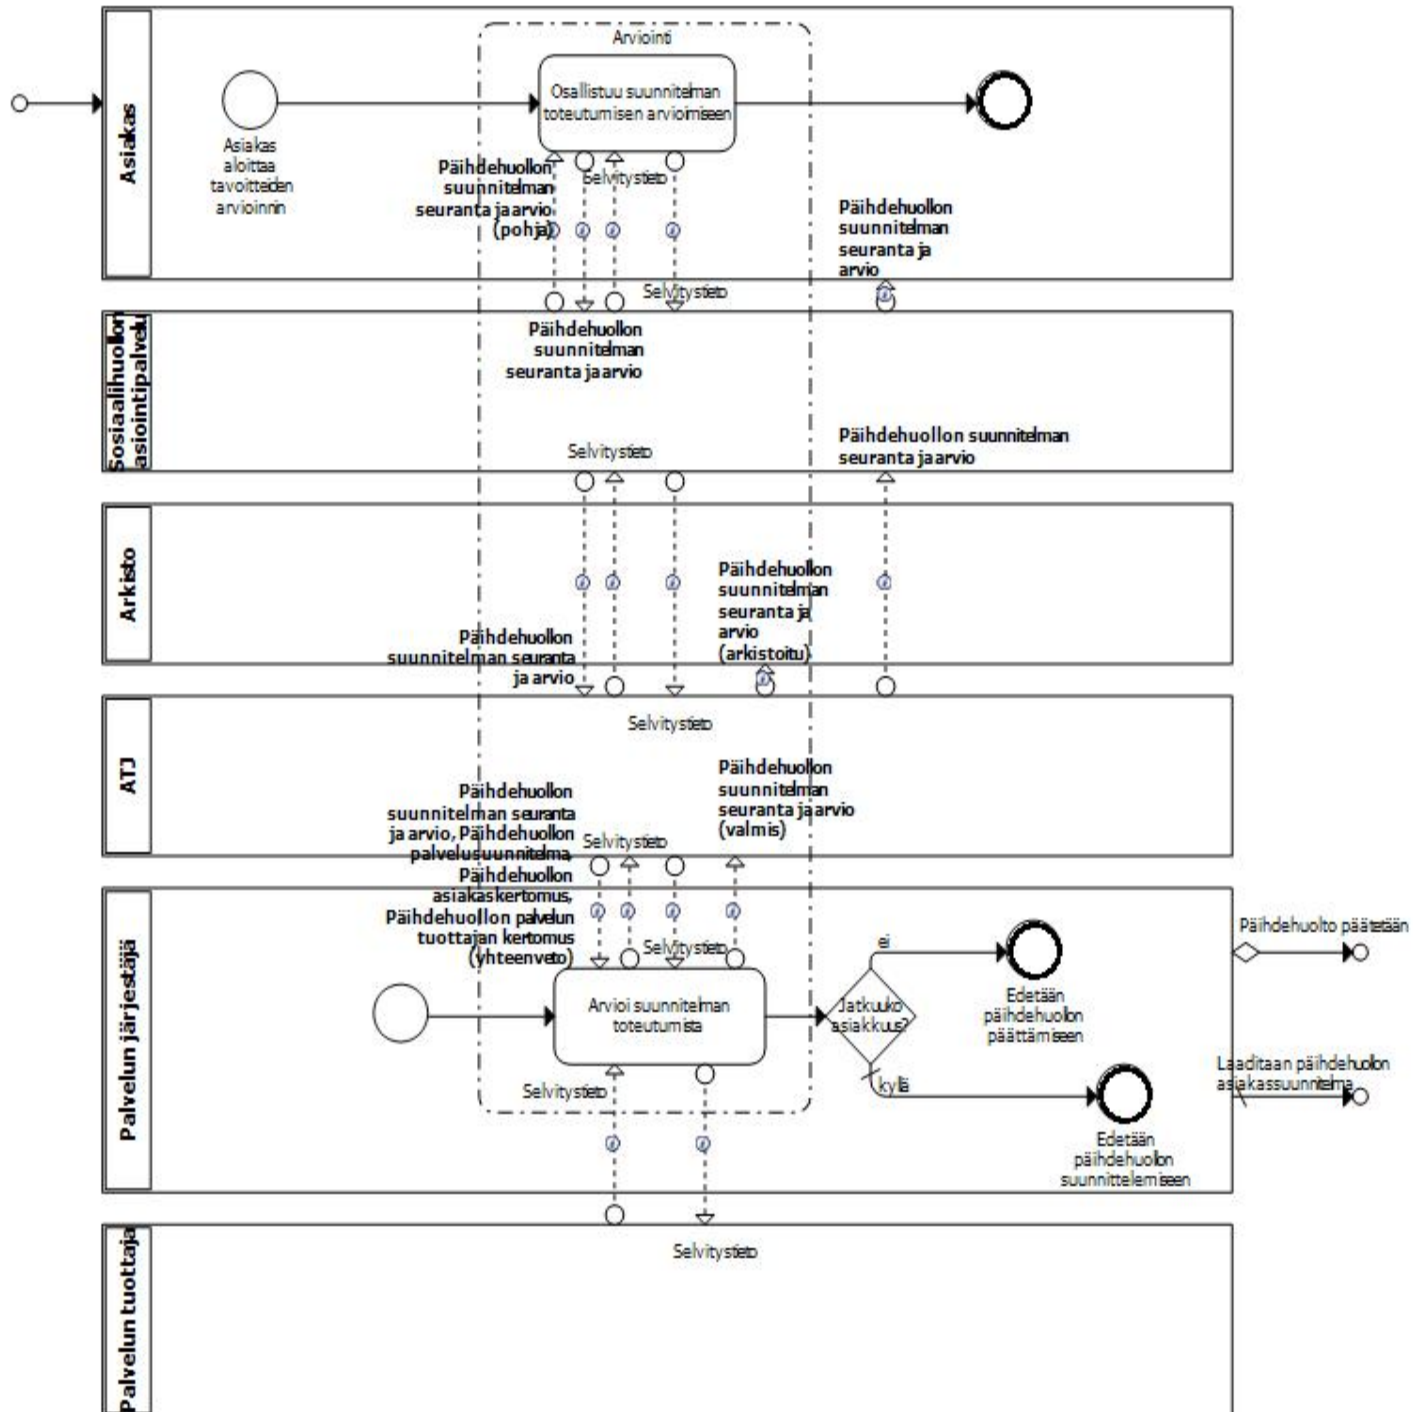 Asiakas
Arviointi
Osallistuu suunnitelman
toteutumisen arvioimiseen
Asiakas
aloittaa
tavoitteiden
arvioinnin
Päihdehuollon
suunnitelman
seuranta ja arvio
(pohja)
Selvitystieto
Päihdehuollon
suunnitelman
seuranta ja
arvio
Selvitystieto
Sosiaalihuollon
asiointipalvelu
Päihdehuollon
suunnitelman
seuranta ja arvio
Selvitystieto
Päihdehuollon suunnitelman
seuranta ja arvio
Arkisto
Päihdehuollon
suunnitelman
seuranta ja
arvio
(arkistoitu)
Päihdehuollon
suunnitelman seuranta
ja arvio
ATJ
Selvitystieto
Päihdehuollon
suunnitelman
seuranta ja arvio
(valmis)
Päihdehuollon
suunnitelman seuranta
ja arvio, Päihdehuollon
palvelusuunnitelma,
Päihdehuollon
asiakaskertomus,
Päihdehuollon palvelun
tuottajan kertomus
(yhteenveto)
Selvitystieto
Selvitystieto
Palvelun järjestäjä
Arvioi suunnitelman
toteutumista
Jatkuuko
asiakkuus?
ei
kyllä
Edetään
päihdehuollon
päättämiseen
Edetään
päihdehuollon
suunnittelemiseen
Päihdehuolto päätetään
Laaditaan päihdehuollon
asiakassuunnitelma
Selvitystieto
Palvelun tuottaja
Selvitystieto